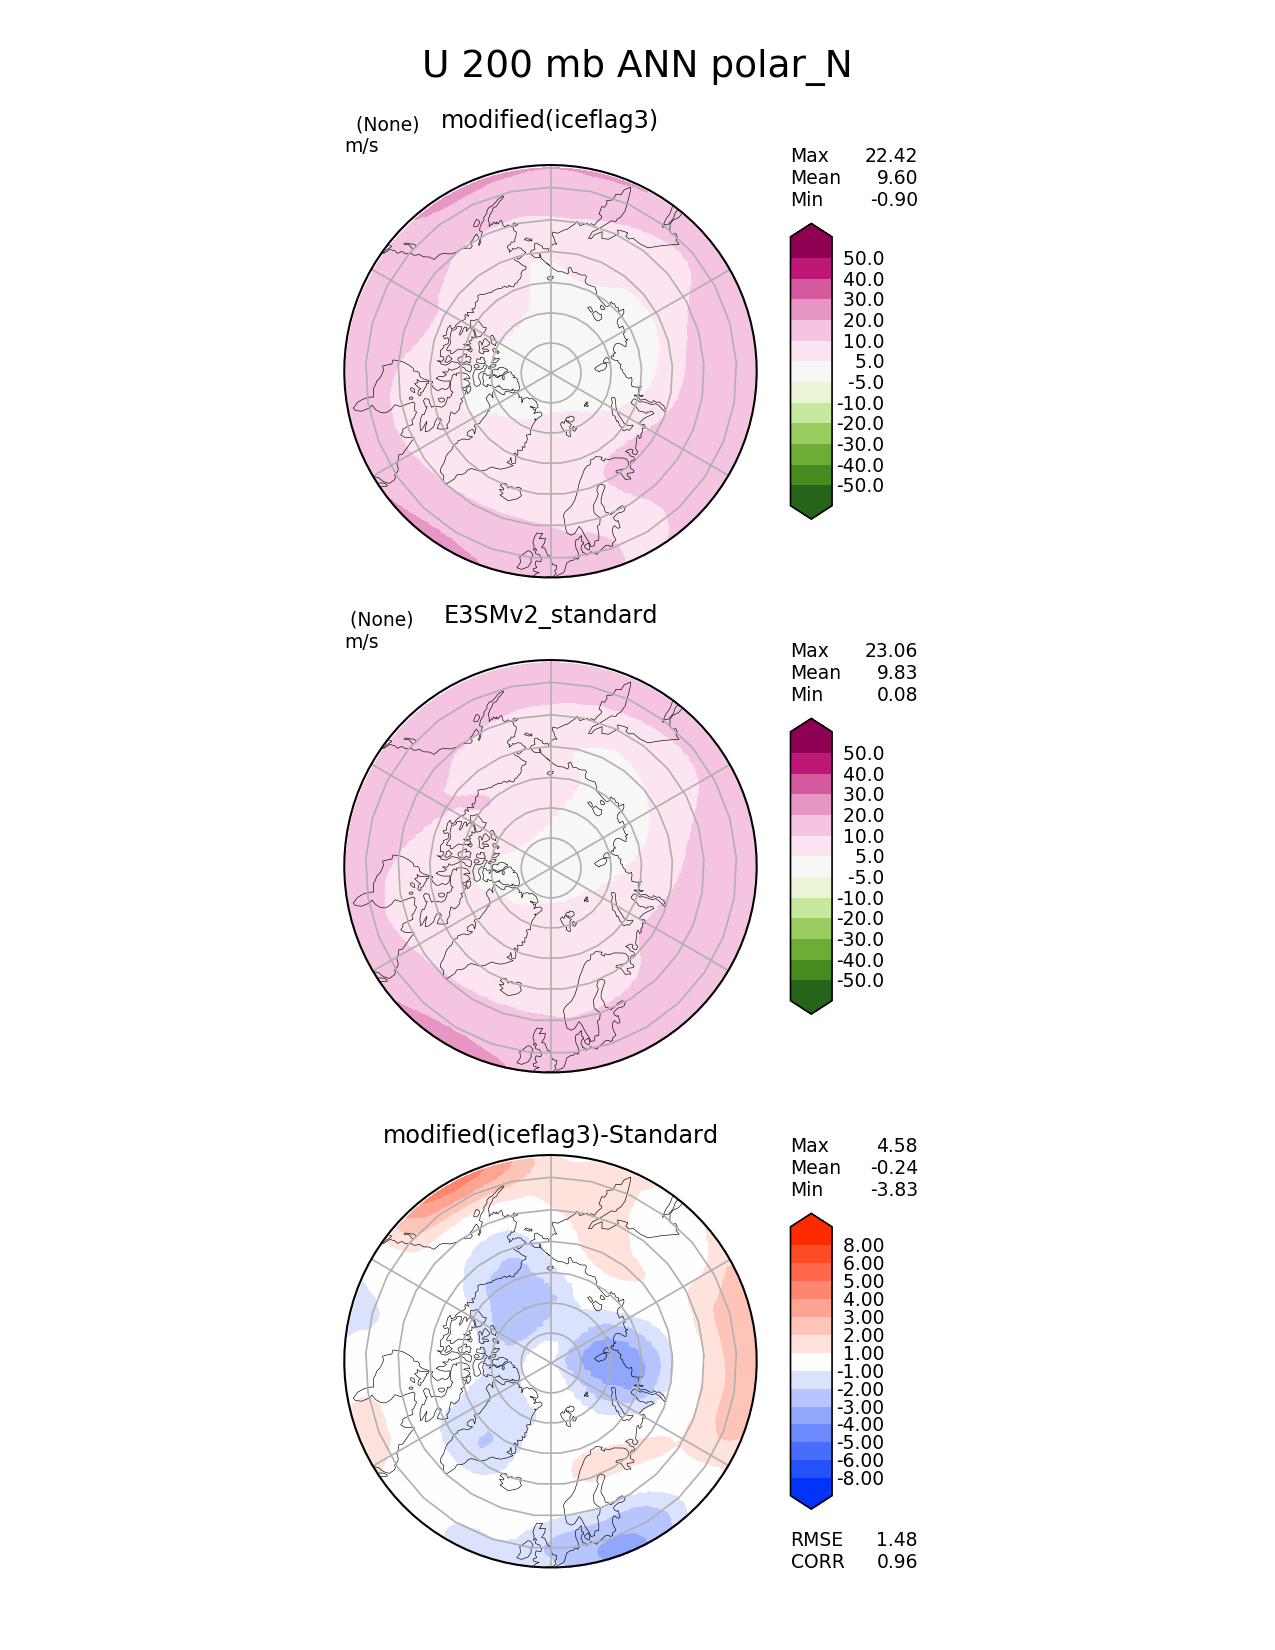 U 200 mb ANN polar_N
(None) modified(iceflag3)
m/s
Max 22.42
Mean 9.60
Min -0.90
50.0
40.0
30.0
20.0
10.0
5.0
-5.0
-10.0
-20.0
-30.0
-40.0
-50.0
(None) E3SMv2_standard
m/s
Max 23.06
Mean 9.83
Min 0.08
50.0
40.0
30.0
20.0
10.0
5.0
-5.0
-10.0
-20.0
-30.0
-40.0
-50.0
modified(iceflag3)-Standard
Max 4.58
Mean -0.24
Min -3.83
8.00
6.00
5.00
4.00
3.00
2.00
1.00
-1.00
-2.00
-3.00
-4.00
-5.00
-6.00
-8.00
RMSE 1.48
CORR 0.96